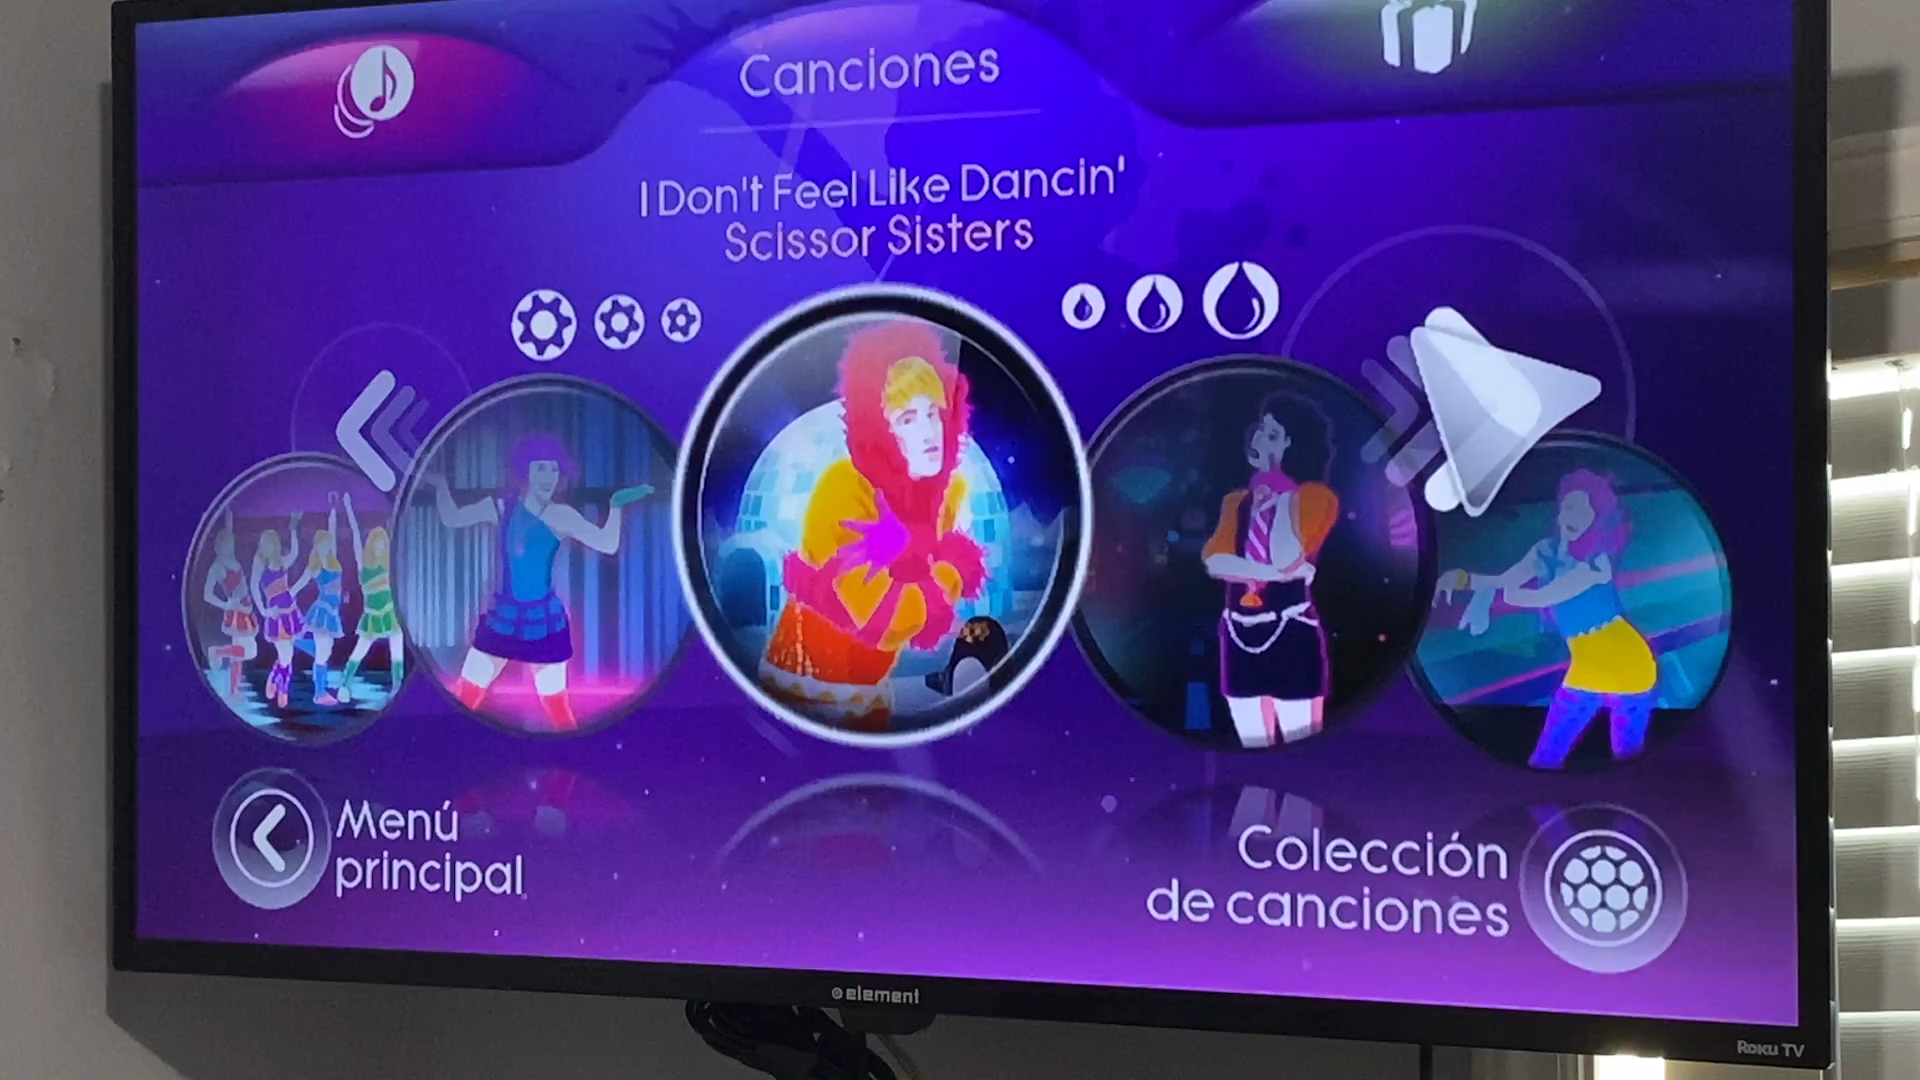 Canciones
I Don't Feel Like Dancin'
Scissor Sisters
Menú
principal
Colección
de canciones
element
Roku TV